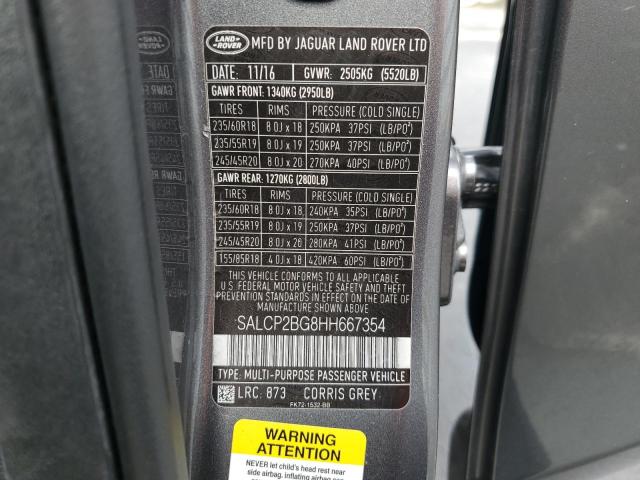 LAND ROVER MFD BY JAGUAR LAND ROVER LTD
DATE: 11/16 GVWR: 2505KG (5520LB)
GAWR FRONT: 1340KG (2950LB)
TIRES RIMS PRESSURE (COLD SINGLE)
235/60R18 8.0J x 18 250KPA 37PSI (LB/PO²)
235/55R19 8.0J x 19 250KPA 37PSI (LB/PO²)
245/45R20 8.0J x 20 270KPA 40PSI (LB/PO²)
GAWR REAR: 1270KG (2800LB)
TIRES RIMS PRESSURE (COLD SINGLE)
235/60R18 8.0J x 18 240KPA 35PSI (LB/PO²)
235/55R19 8.0J x 19 250KPA 37PSI (LB/PO²)
245/45R20 8.0J x 20 280KPA 41PSI (LB/PO²)
155/85R18 4.0J x 18 420KPA 60PSI (LB/PO²)
THIS VEHICLE CONFORMS TO ALL APPLICABLE
U.S. FEDERAL MOTOR VEHICLE SAFETY AND THEFT
PREVENTION STANDARDS IN EFFECT ON THE DATE OF
MANUFACTURE SHOWN ABOVE
SALCP2BG8HH667354
TYPE: MULTI-PURPOSE PASSENGER VEHICLE
LRC: 873 CORRIS GREY
FK72-1532-BB
WARNING
ATTENTION
NEVER let child's head rest near
side airbag, inflating airbag can